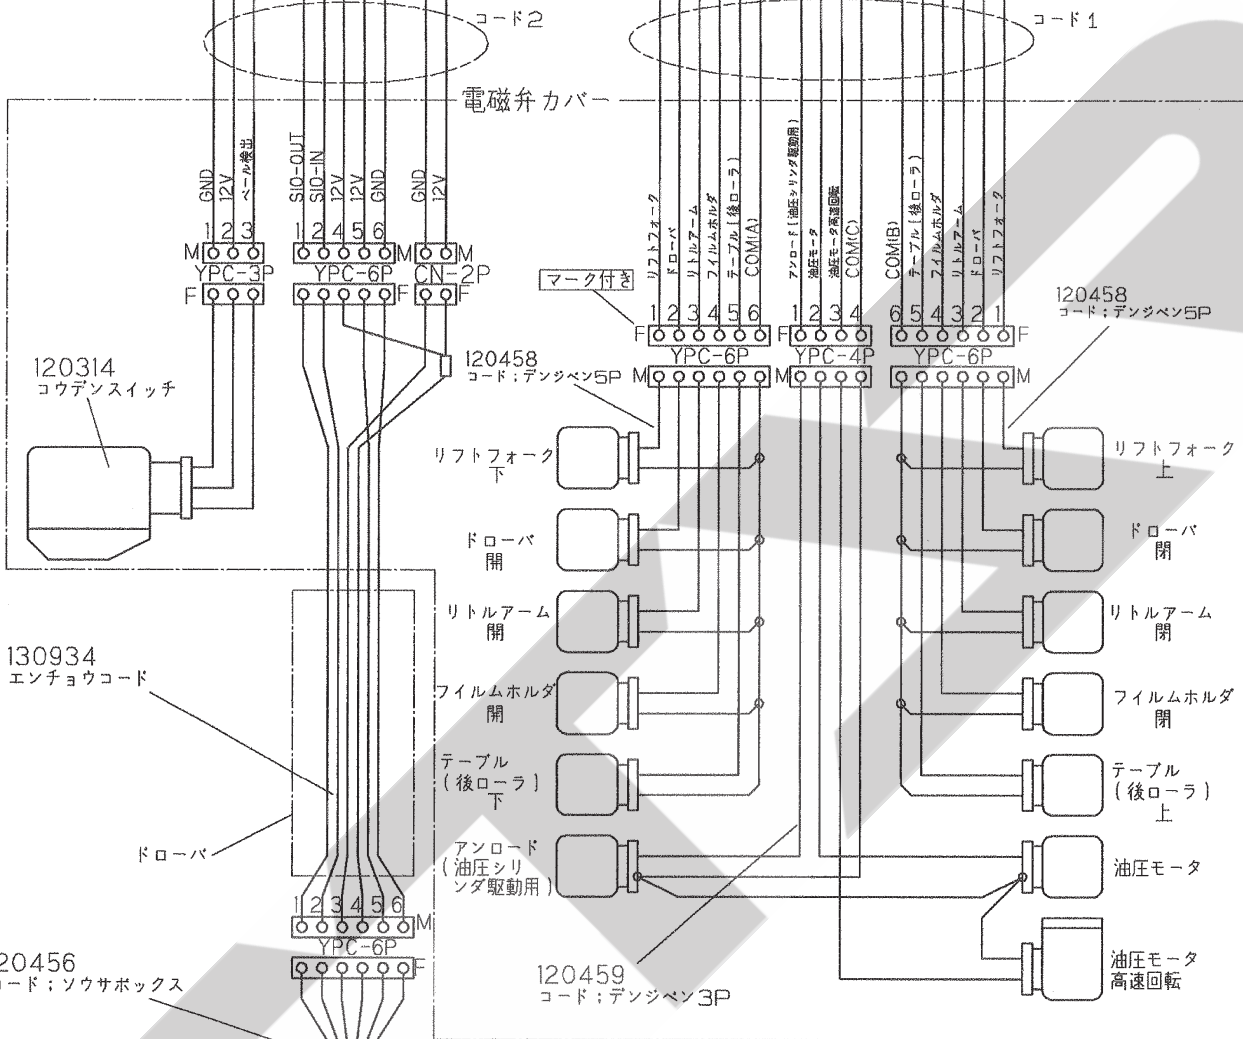 コード2
コード1
電磁弁カバー
GND
12V
ベール検出
SIO-OUT
SIO-IN
12V
12V
GND
GND
12V
リフトフォーク
ドローバ
リトルアーム
フィルムホルダ
テーブル(後ローラ)
COM(A)
アンロード(油圧シリンダ駆動用)
油圧モータ
油圧モータ高速回転
COM(C)
COM(B)
テーブル(後ローラ)
フィルムホルダ
リトルアーム
ドローバ
リフトフォーク
1 2 3
1 2 4 5 6
M M M
YPC-3P YPC-6P CN-2P
F F F
マーク付き
1 2 3 4 5 6
1 2 3 4
6 5 4 3 2 1
F F F
YPC-6P YPC-4P YPC-6P
M M M
120458
コード;デンジベン5P
120458
コード;デンジベン5P
120314
コウデンスイッチ
リフトフォーク
下
リフトフォーク
上
ドローバ
開
ドローバ
閉
リトルアーム
開
リトルアーム
閉
130934
エンチョウコード
フィルムホルダ
開
フィルムホルダ
閉
テーブル
(後ローラ)
下
テーブル
(後ローラ)
上
ドローバ
アンロード
(油圧シリ
ンダ駆動用)
油圧モータ
1 2 3 4 5 6
M
YPC-6P
F
20456
ード;ソウサボックス
120459
コード;デンジベン3P
油圧モータ
高速回転